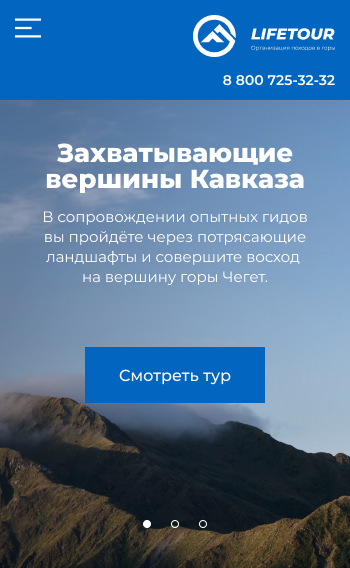 LIFETOUR
Организация походов в горы
8 800 725-32-32
Захватывающие
вершины Кавказа
В сопровождении опытных гидов
вы пройдёте через потрясающие
ландшафты и совершите восход
на вершину горы Чегет.
Смотреть тур